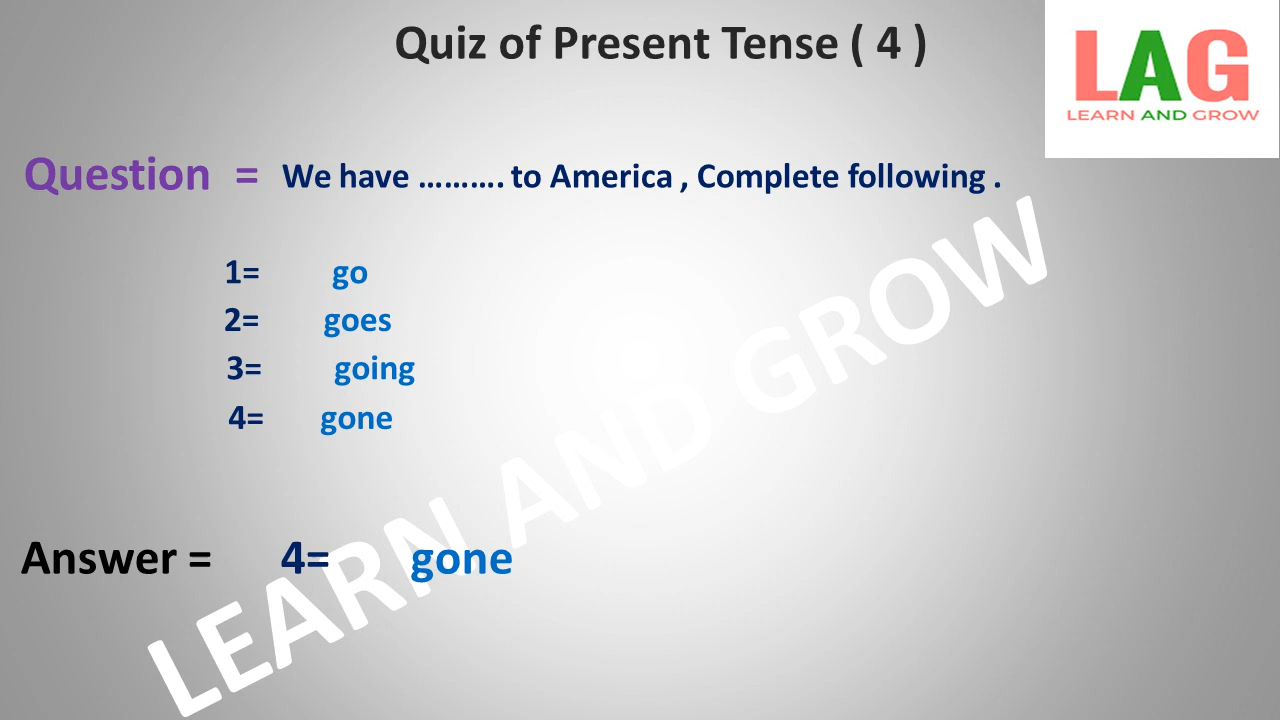 Quiz of Present Tense ( 4 )
LAG
LEARN AND GROW
Question = We have .......... to America , Complete following .
1= go
2= goes
3= going
4= gone
LEARN AND GROW
Answer = 4= gone